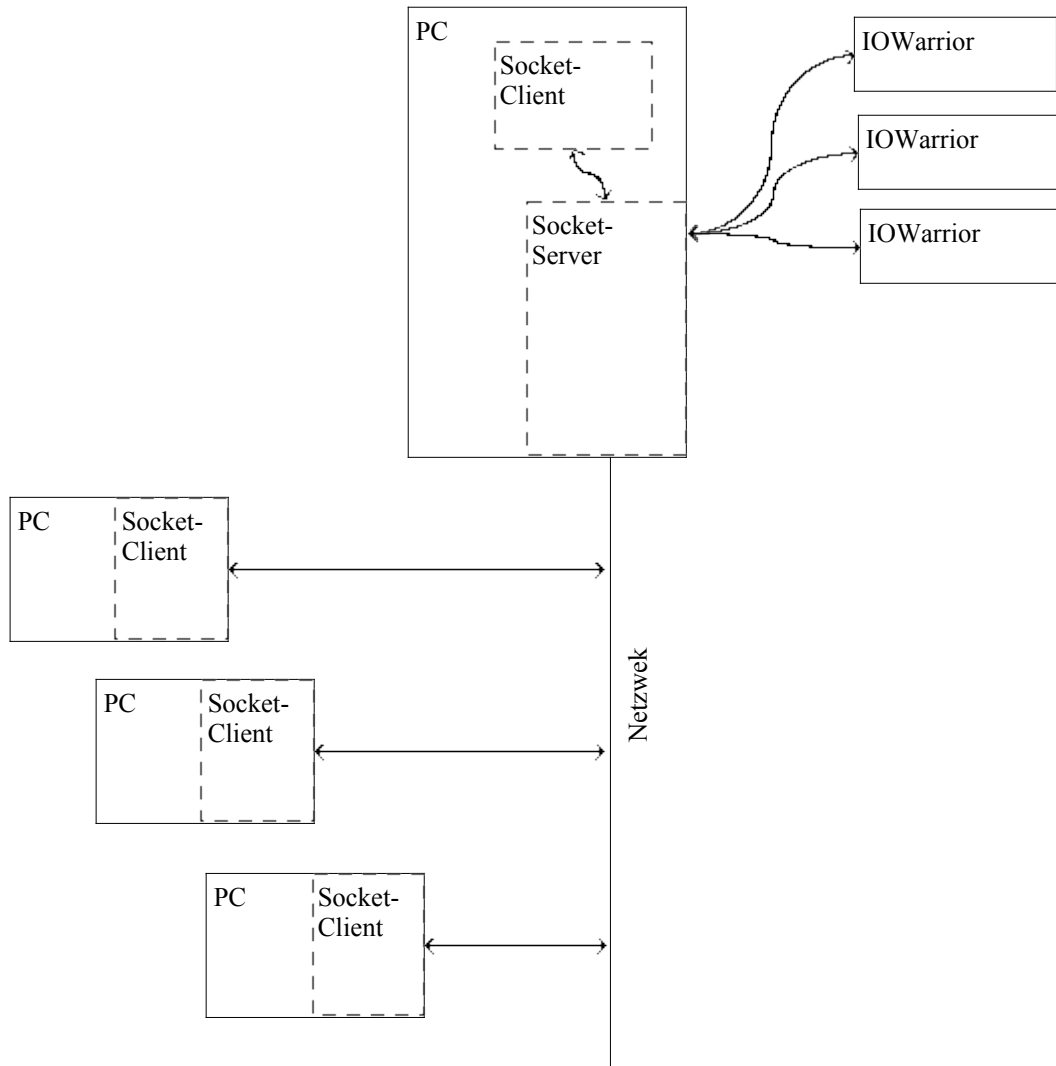 PC
Socket-
Client
Socket-
Server
IOWarrior
IOWarrior
IOWarrior
PC
Socket-
Client
PC
Socket-
Client
Netzwek
PC
Socket-
Client